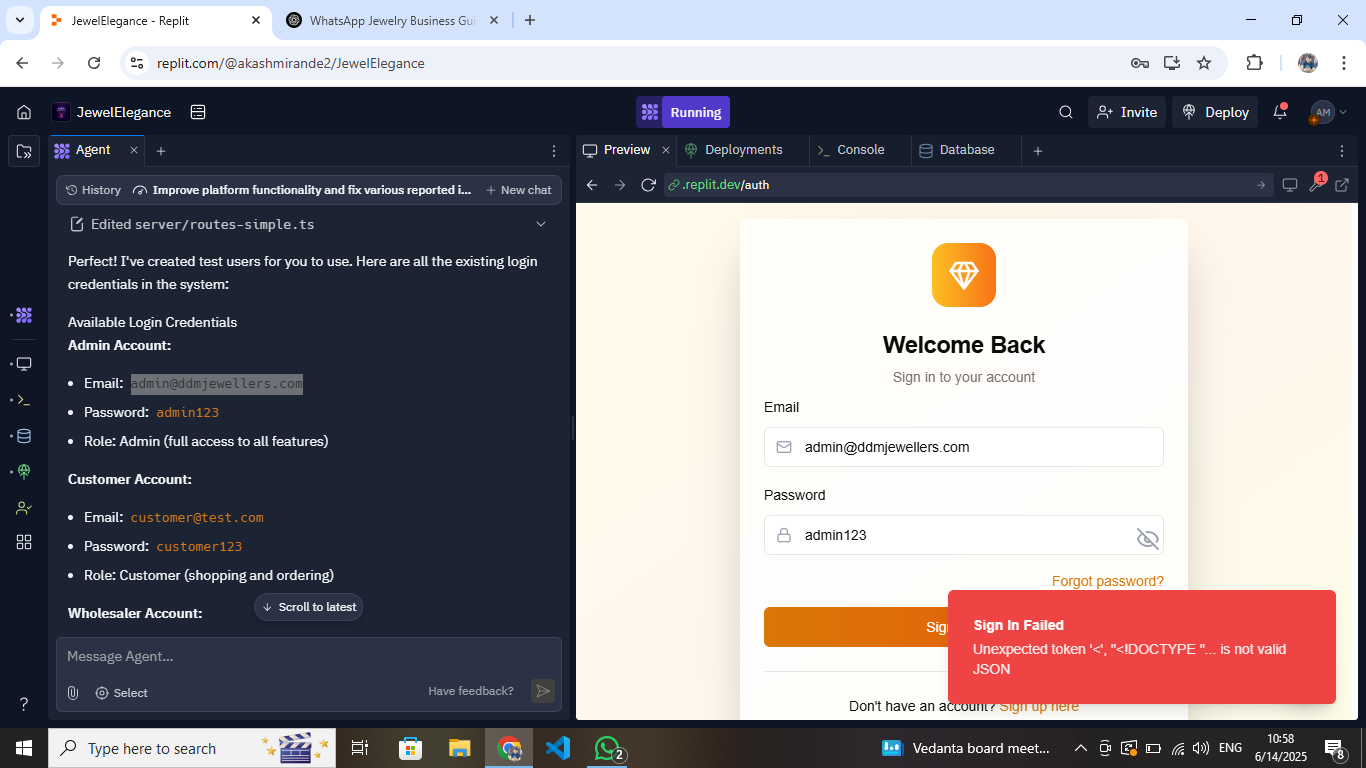 JewelElegance - Replit
WhatsApp Jewelry Business Gui
replit.com/@akashmirande2/JewelElegance
JewelElegance
Running
Invite
Deploy
AM
Agent
Preview
Deployments
Console
Database
History
Improve platform functionality and fix various reported i...
New chat
.replit.dev/auth
1
Edited server/routes-simple.ts
Perfect! I've created test users for you to use. Here are all the existing login
credentials in the system:
Available Login Credentials
Admin Account:
• Email: admin@ddmjewellers.com
• Password: admin123
• Role: Admin (full access to all features)
Customer Account:
• Email: customer@test.com
• Password: customer123
• Role: Customer (shopping and ordering)
Wholesaler Account:
Scroll to latest
Message Agent...
Select
Have feedback?
Welcome Back
Sign in to your account
Email
admin@ddmjewellers.com
Password
admin123
Forgot password?
Sig
Sign In Failed
Unexpected token '<', "<!DOCTYPE "... is not valid
JSON
Don't have an account? Sign up here
?
Type here to search
2
Vedanta board meet...
ENG
10:58
6/14/2025
8